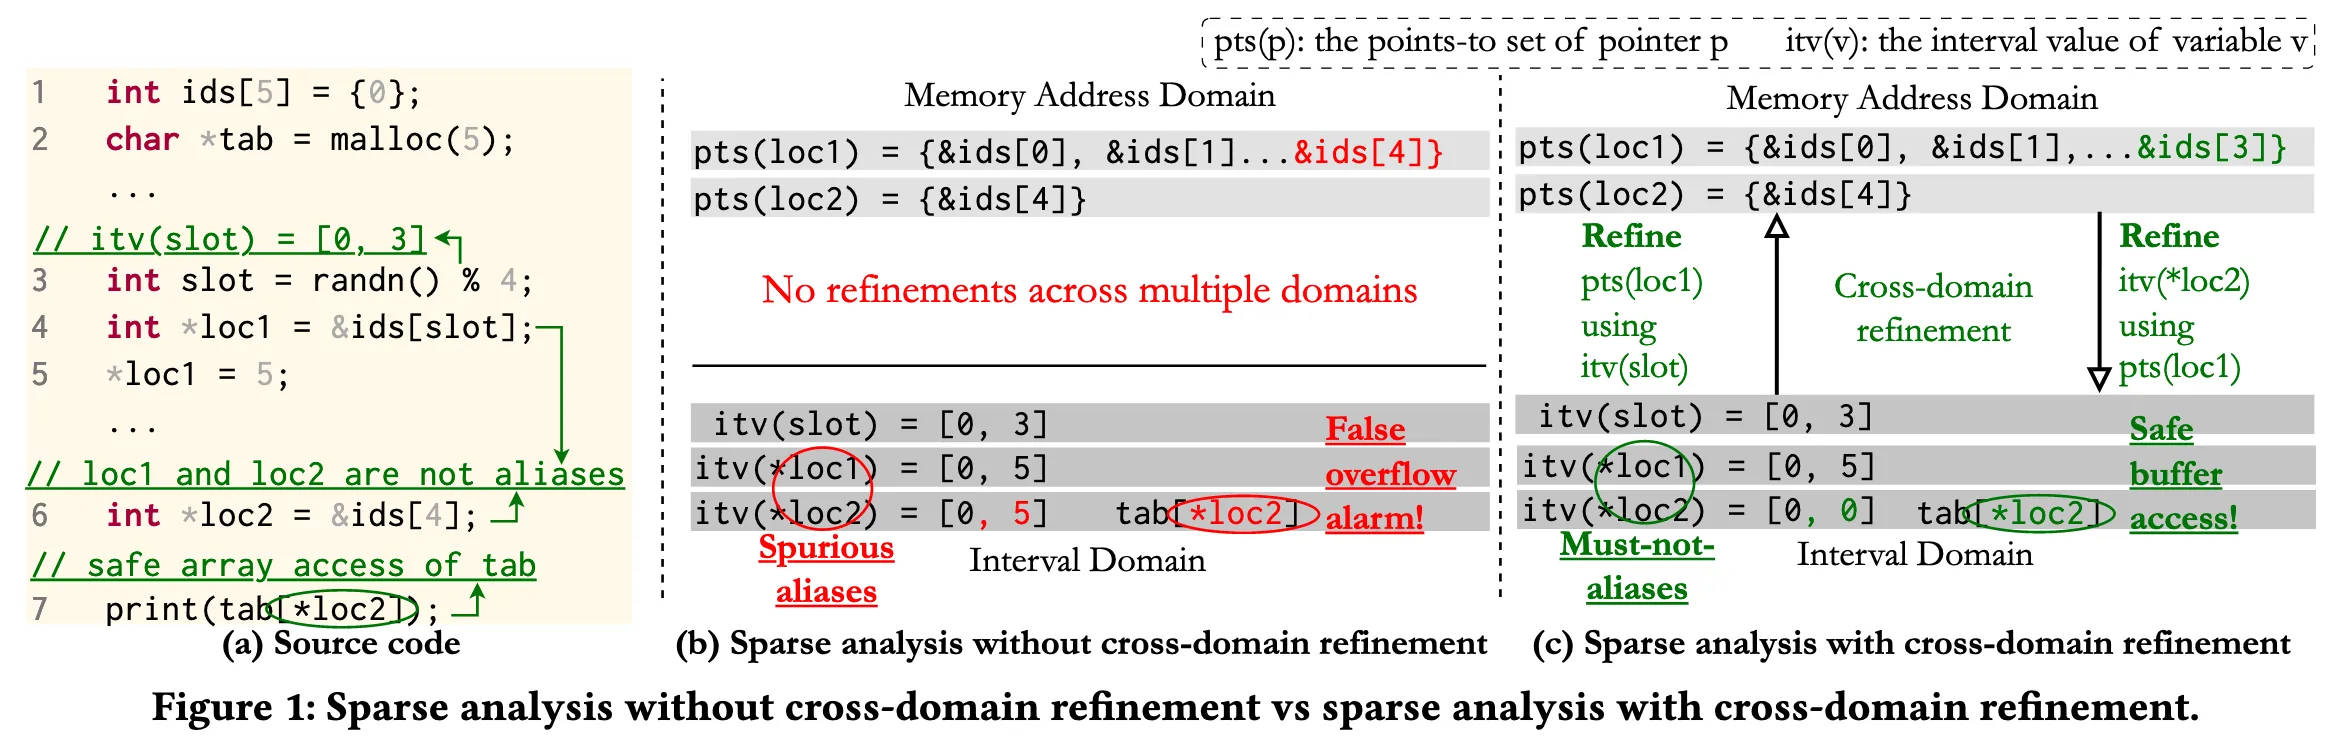 pts(p): the points-to set of pointer p itv(v): the interval value of variable v
1 int ids[5] = {0};
2 char *tab = malloc(5);
...
// itv(slot) = [0, 3]
3 int slot = randn() % 4;
4 int *loc1 = &ids[slot];
5 *loc1 = 5;
...
// loc1 and loc2 are not aliases
6 int *loc2 = &ids[4];
// safe array access of tab
7 print(tab[*loc2]);
(a) Source code
Memory Address Domain
pts(loc1) = {&ids[0], &ids[1]...&ids[4]}
pts(loc2) = {&ids[4]}
No refinements across multiple domains
itv(slot) = [0, 3]
itv(*loc1) = [0, 5]
itv(*loc2) = [0, 5] tab[*loc2]
False
overflow
alarm!
Spurious
aliases
Interval Domain
(b) Sparse analysis without cross-domain refinement
Memory Address Domain
pts(loc1) = {&ids[0], &ids[1],...&ids[3]}
pts(loc2) = {&ids[4]}
Refine
pts(loc1)
using
itv(slot)
Cross-domain
refinement
Refine
itv(*loc2)
using
pts(loc1)
itv(slot) = [0, 3]
itv(*loc1) = [0, 5]
itv(*loc2) = [0, 0] tab[*loc2]
Safe
buffer
access!
Must-not-
aliases
Interval Domain
(c) Sparse analysis with cross-domain refinement
Figure 1: Sparse analysis without cross-domain refinement vs sparse analysis with cross-domain refinement.